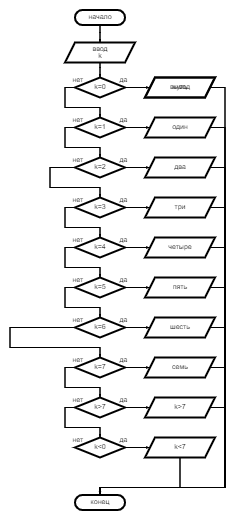 начало
ввод
k
нет
k=0
да
нет
k=1
да
один
нет
k=2
да
два
нет
k=3
да
три
нет
k=4
да
четыре
нет
k=5
да
пять
нет
k=6
да
шесть
нет
k=7
да
семь
нет
k>7
да
k>7
нет
k<0
да
k<7
конец